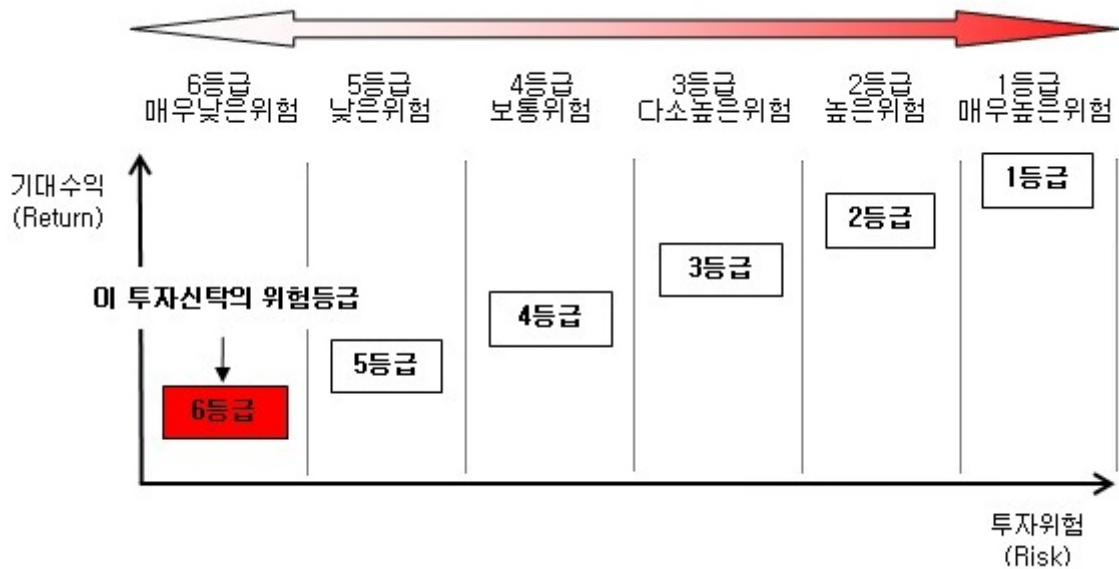 6등급
매우낮은위험
5등급
낮은위험
4등급
보통위험
3등급
다소높은위험
2등급
높은위험
1등급
매우높은위험
기대수익
(Return)
1등급
2등급
3등급
이 투자신탁의 위험등급
4등급
5등급
6등급
투자위험
(Risk)